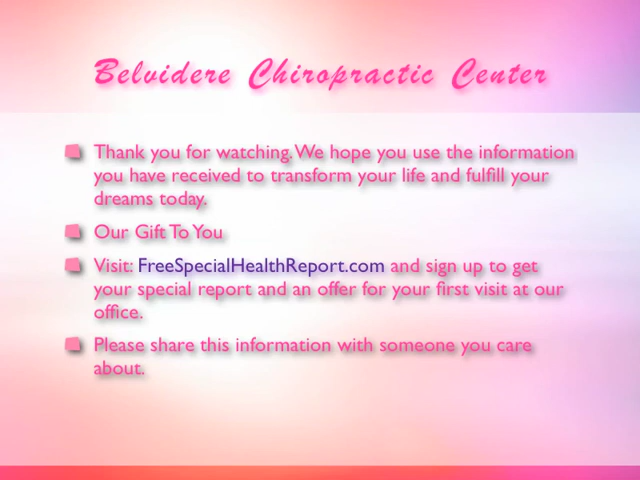 Belvidere Chiropractic Center
Thank you for watching. We hope you use the information
you have received to transform your life and fulfill your
dreams today.
Our Gift To You
Visit: FreeSpecialHealthReport.com and sign up to get
your special report and an offer for your first visit at our
office.
Please share this information with someone you care
about.